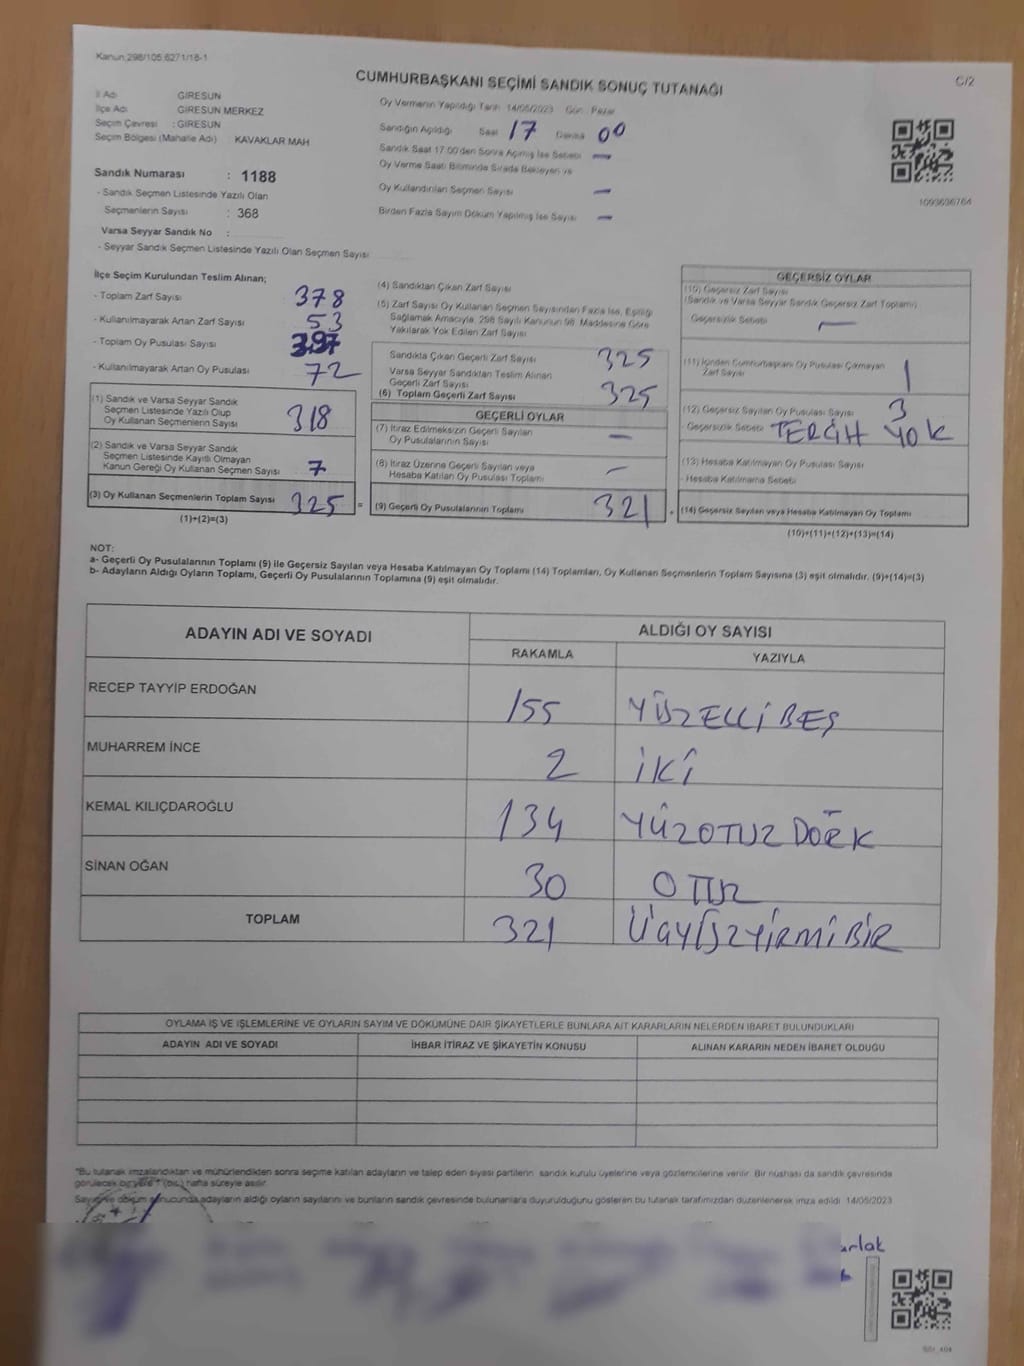 Kanun:298/105,6271/18-1
C/2
CUMHURBAŞKANI SEÇİMİ SANDIK SONUÇ TUTANAĞI
İl Adı GİRESUN
İlçe Adı GİRESUN MERKEZ
Seçim Çevresi : GİRESUN
Seçim Bölgesi (Mahalle Adı) KAVAKLAR MAH
Sandık Numarası : 1188
- Sandık Seçmen Listesinde Yazılı Olan
Seçmenlerin Sayısı : 368
Varsa Seyyar Sandık No :
- Seyyar Sandık Seçmen Listesinde Yazılı Olan Seçmen Sayısı
Oy Vermenin Yapıldığı Tarih 14/05/2023 Gün : Pazar
Sandığın Açıldığı Saat 17 Dakika 00
Sandık Saat 17:00'den Sonra Açılmış İse Sebebi —
Oy Verme Saati Bitiminde Sırada Bekleyen ve
Oy Kullandırılan Seçmen Sayısı —
Birden Fazla Sayım Döküm Yapılmış İse Sayısı —
1093636764
İlçe Seçim Kurulundan Teslim Alınan;
- Toplam Zarf Sayısı 378
- Kullanılmayarak Artan Zarf Sayısı 53
- Toplam Oy Pusulası Sayısı 397
- Kullanılmayarak Artan Oy Pusulası 72
(1) Sandık ve Varsa Seyyar Sandık
Seçmen Listesinde Yazılı Olup
Oy Kullanan Seçmenlerin Sayısı 318
(2) Sandık ve Varsa Seyyar Sandık
Seçmen Listesinde Kayıtlı Olmayan
Kanun Gereği Oy Kullanan Seçmen Sayısı 7
(3) Oy Kullanan Seçmenlerin Toplam Sayısı 325 =
(1)+(2)=(3)
(4) Sandıktan Çıkan Zarf Sayısı
(5) Zarf Sayısı Oy Kullanan Seçmen Sayısından Fazla İse, Eşitliği
Sağlamak Amacıyla, 298 Sayılı Kanunun 98. Maddesine Göre
Yakılarak Yok Edilen Zarf Sayısı
Sandıkta Çıkan Geçerli Zarf Sayısı 325
Varsa Seyyar Sandıktan Teslim Alınan
Geçerli Zarf Sayısı
(6) Toplam Geçerli Zarf Sayısı 325
GEÇERLİ OYLAR
(7) İtiraz Edilmeksizin Geçerli Sayılan
Oy Pusulalarının Sayısı —
(8) İtiraz Üzerine Geçerli Sayılan veya
Hesaba Katılan Oy Pusulası Toplamı —
(9) Geçerli Oy Pusulalarının Toplamı 321 +
GEÇERSİZ OYLAR
(10) Geçersiz Zarf Sayısı
(Sandık ve Varsa Seyyar Sandık Geçersiz Zarf Toplamı)
Geçersizlik Sebebi —
(11) İçinden Cumhurbaşkanı Oy Pusulası Çıkmayan
Zarf Sayısı 1
(12) Geçersiz Sayılan Oy Pusulası Sayısı 3
- Geçersizlik Sebebi TERCİH YOK
(13) Hesaba Katılmayan Oy Pusulası Sayısı
- Hesaba Katılmama Sebebi
(14) Geçersiz Sayılan veya Hesaba Katılmayan Oy Toplamı
(10)+(11)+(12)+(13)=(14)
NOT:
a- Geçerli Oy Pusulalarının Toplamı (9) ile Geçersiz Sayılan veya Hesaba Katılmayan Oy Toplamı (14) Toplamları, Oy Kullanan Seçmenlerin Toplam Sayısına (3) eşit olmalıdır. (9)+(14)=(3)
b- Adayların Aldığı Oyların Toplamı, Geçerli Oy Pusulalarının Toplamına (9) eşit olmalıdır.
ADAYIN ADI VE SOYADI
ALDIĞI OY SAYISI
RAKAMLA YAZIYLA
RECEP TAYYİP ERDOĞAN 155 YÜZELLİBEŞ
MUHARREM İNCE 2 İKİ
KEMAL KILIÇDAROĞLU 134 YÜZOTUZ DÖRK
SİNAN OĞAN 30 OTUZ
TOPLAM 321 ÜÇYÜZYİRMİBİR
OYLAMA İŞ VE İŞLEMLERİNE VE OYLARIN SAYIM VE DÖKÜMÜNE DAİR ŞİKAYETLERLE BUNLARA AİT KARARLARIN NELERDEN İBARET BULUNDUKLARI
ADAYIN ADI VE SOYADI İHBAR İTİRAZ VE ŞİKAYETİN KONUSU ALINAN KARARIN NEDEN İBARET OLDUĞU
"Bu tutanak imzalandıktan ve mühürlendikten sonra seçime katılan adayların ve talep eden siyasi partilerin sandık kurulu üyelerine veya gözlemcilerine verilir. Bir nüshası da sandık çevresinde
görülecek bir yere " (bir) hafta süreyle asılır.
Sayım ve döküm sonucunda adayların aldığı oyların sayılarını ve bunların sandık çevresinde bulunanlara duyurulduğunu gösteren bu tutanak tarafımızdan düzenlenerek imza edildi. 14/05/2023